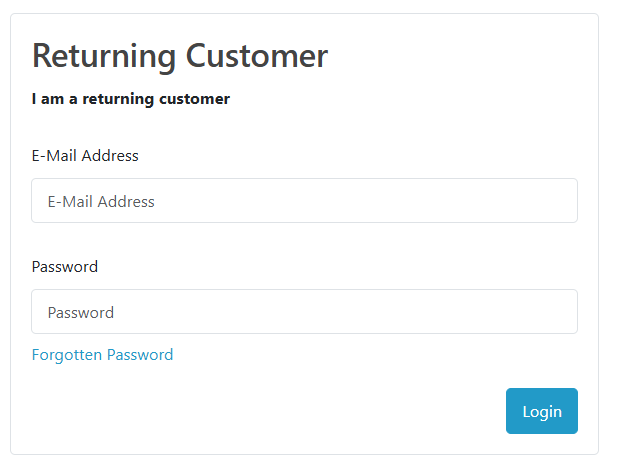 Returning Customer
I am a returning customer
E-Mail Address
E-Mail Address
Password
Password
Forgotten Password
Login